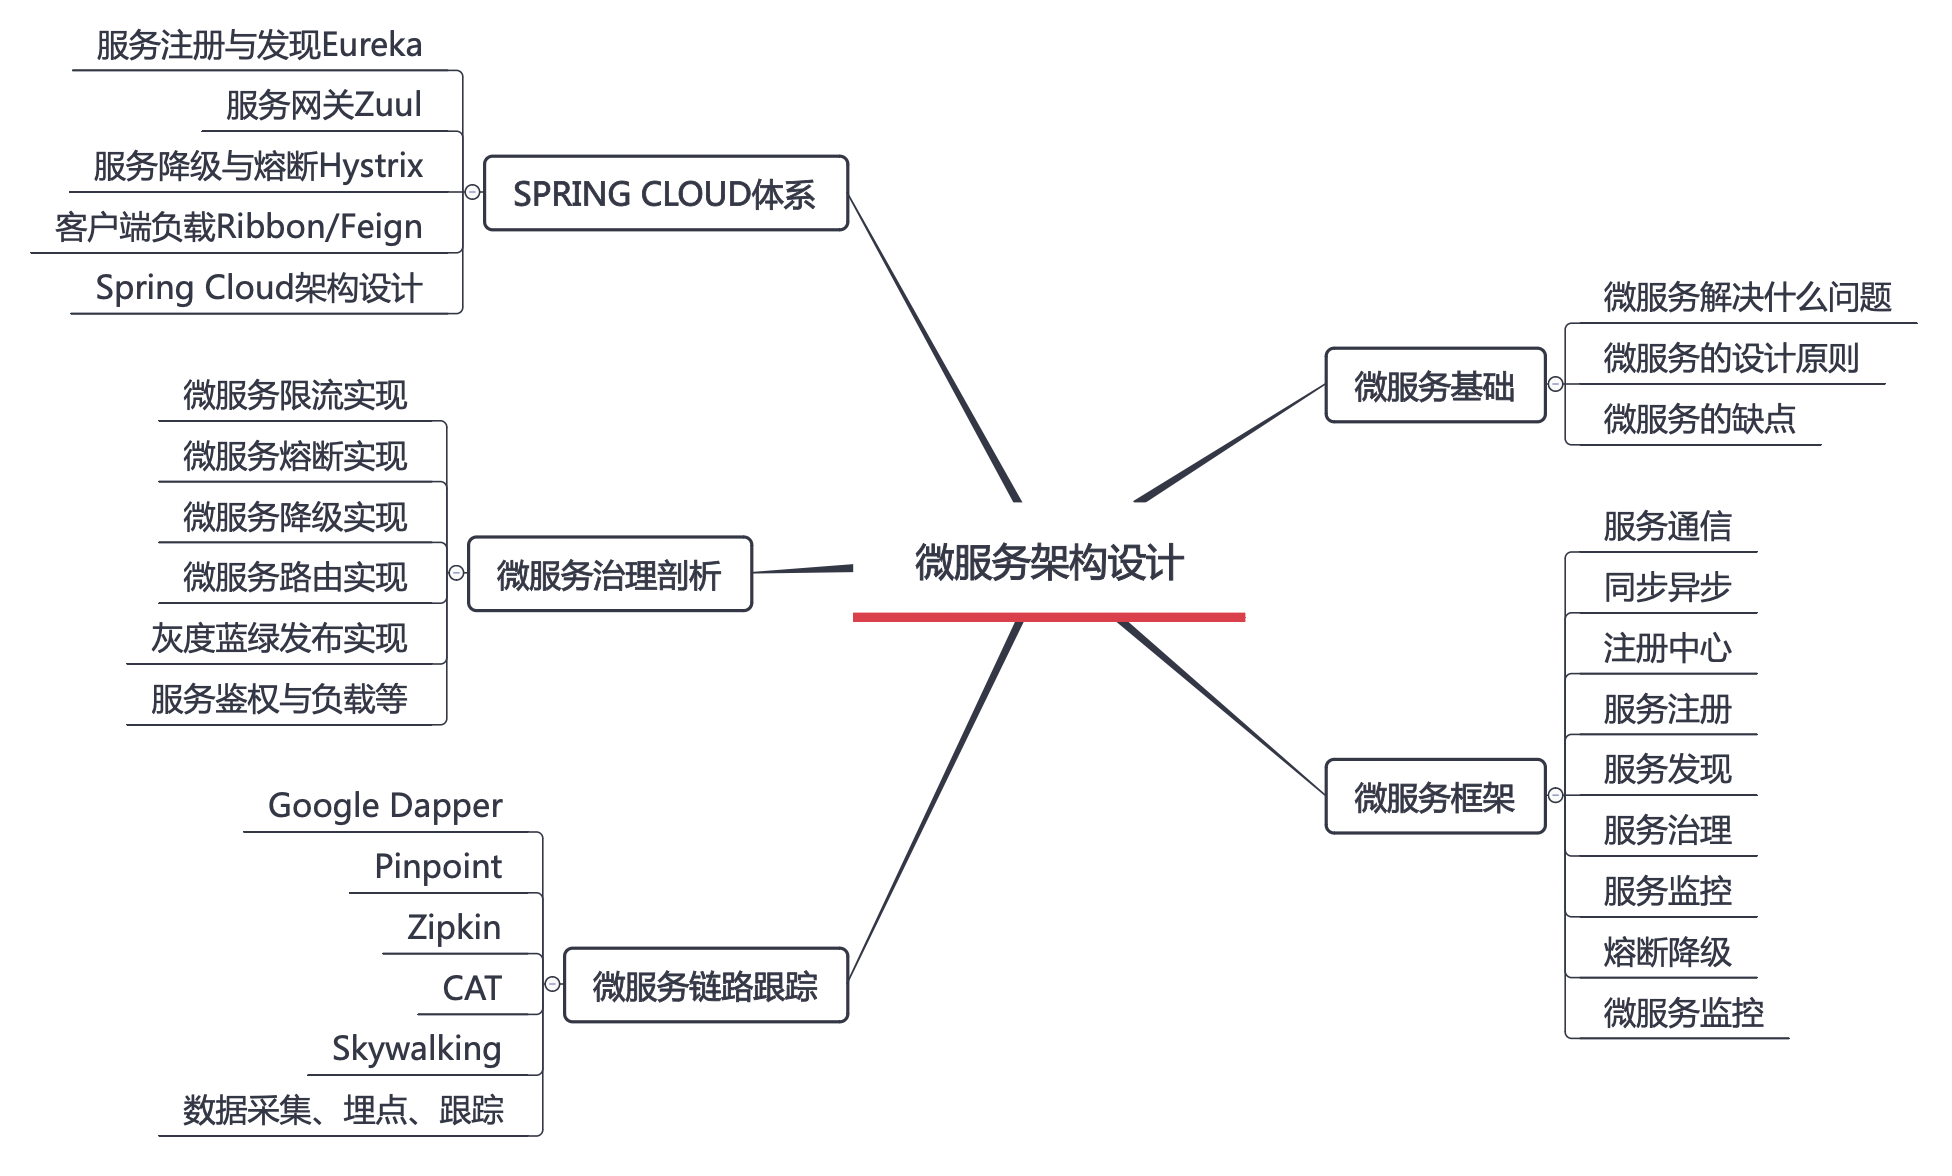 微服务架构设计
微服务基础
微服务解决什么问题
微服务的设计原则
微服务的缺点
微服务框架
服务通信
同步异步
注册中心
服务注册
服务发现
服务治理
服务监控
熔断降级
微服务监控
SPRING CLOUD体系
服务注册与发现Eureka
服务网关Zuul
服务降级与熔断Hystrix
客户端负载Ribbon/Feign
Spring Cloud架构设计
微服务治理剖析
微服务限流实现
微服务熔断实现
微服务降级实现
微服务路由实现
灰度蓝绿发布实现
服务鉴权与负载等
微服务链路跟踪
Google Dapper
Pinpoint
Zipkin
CAT
Skywalking
数据采集、埋点、跟踪